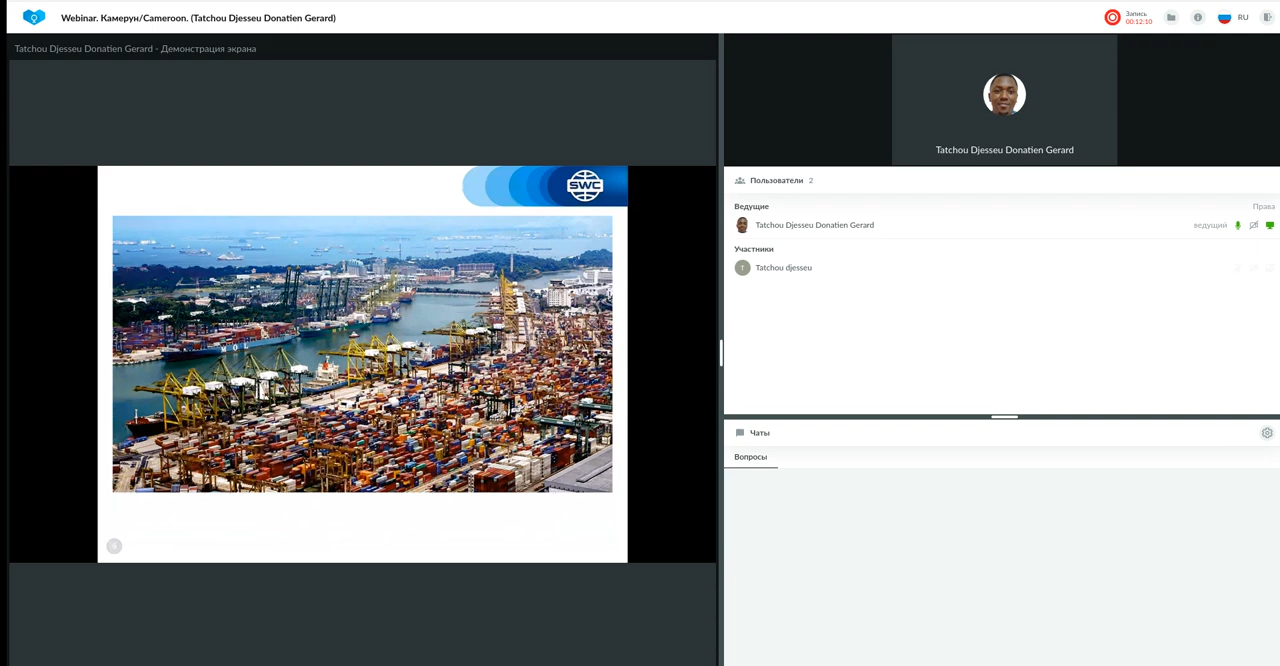 Webinar. Камерун/Cameroon. (Tatchou Djesseu Donatien Gerard)
Запись
00:12:10
RU
Tatchou Djesseu Donatien Gerard - Демонстрация экрана
SWC
MOL
Tatchou Djesseu Donatien Gerard
Пользователи 2
Ведущие Права
Tatchou Djesseu Donatien Gerard ведущий
Участники
T Tatchou djesseu
Чаты
Вопросы